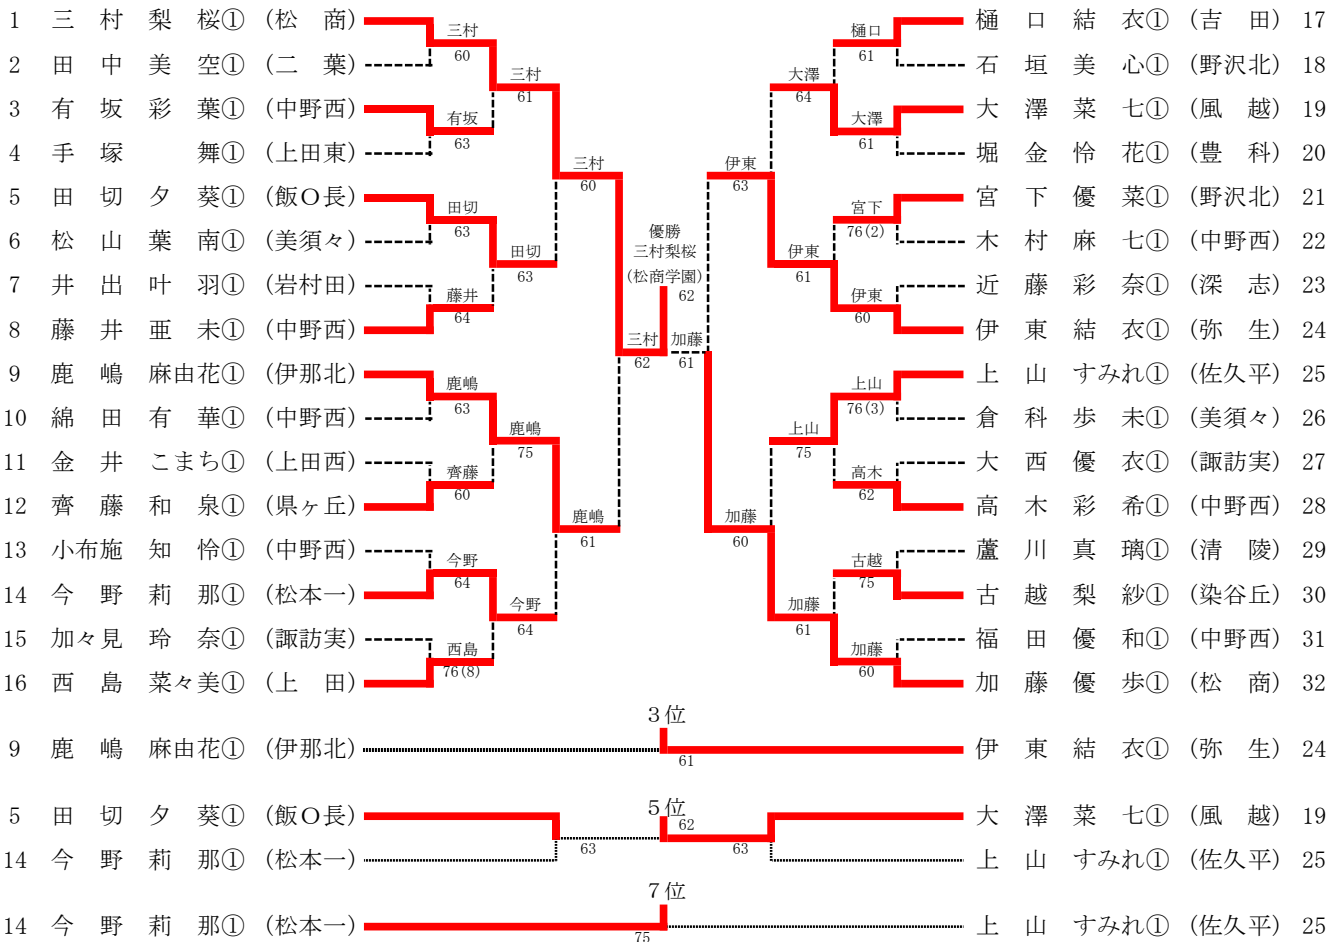 1 三 村 梨 桜① (松 商) 樋 口 結 衣① (吉 田) 17
三村 樋口
60 61
2 田 中 美 空① (二 葉) 石 垣 美 心① (野沢北) 18
三村 大澤
61 64
3 有 坂 彩 葉① (中野西) 大 澤 菜 七① (風 越) 19
有坂 大澤
63 61
4 手 塚 舞① (上田東) 堀 金 怜 花① (豊 科) 20
三村 伊東
60 63
5 田 切 夕 葵① (飯O長) 宮 下 優 菜① (野沢北) 21
田切 宮下
63 76(2)
6 松 山 葉 南① (美須々) 優勝 木 村 麻 七① (中野西) 22
田切 三村梨桜 伊東
63 (松商学園) 61
7 井 出 叶 羽① (岩村田) 近 藤 彩 奈① (深 志) 23
藤井 62 伊東
64 60
8 藤 井 亜 未① (中野西) 伊 東 結 衣① (弥 生) 24
三村 加藤
62 61
9 鹿 嶋 麻由花① (伊那北) 上 山 すみれ① (佐久平) 25
鹿嶋 上山
63 76(3)
10 綿 田 有 華① (中野西) 倉 科 歩 未① (美須々) 26
鹿嶋 上山
75 75
11 金 井 こまち① (上田西) 大 西 優 衣① (諏訪実) 27
齊藤 高木
60 62
12 齊 藤 和 泉① (県ヶ丘) 高 木 彩 希① (中野西) 28
鹿嶋 加藤
61 60
13 小布施 知 怜① (中野西) 蘆 川 真 璃① (清 陵) 29
今野 古越
64 75
14 今 野 莉 那① (松本一) 古 越 梨 紗① (染谷丘) 30
今野 加藤
64 61
15 加々見 玲 奈① (諏訪実) 福 田 優 和① (中野西) 31
西島 加藤
76(8) 60
16 西 島 菜々美① (上 田) 加 藤 優 歩① (松 商) 32
3位
9 鹿 嶋 麻由花① (伊那北) 伊 東 結 衣① (弥 生) 24
61
5位
5 田 切 夕 葵① (飯O長) 大 澤 菜 七① (風 越) 19
62
63 63
14 今 野 莉 那① (松本一) 上 山 すみれ① (佐久平) 25
7位
14 今 野 莉 那① (松本一) 上 山 すみれ① (佐久平) 25
75